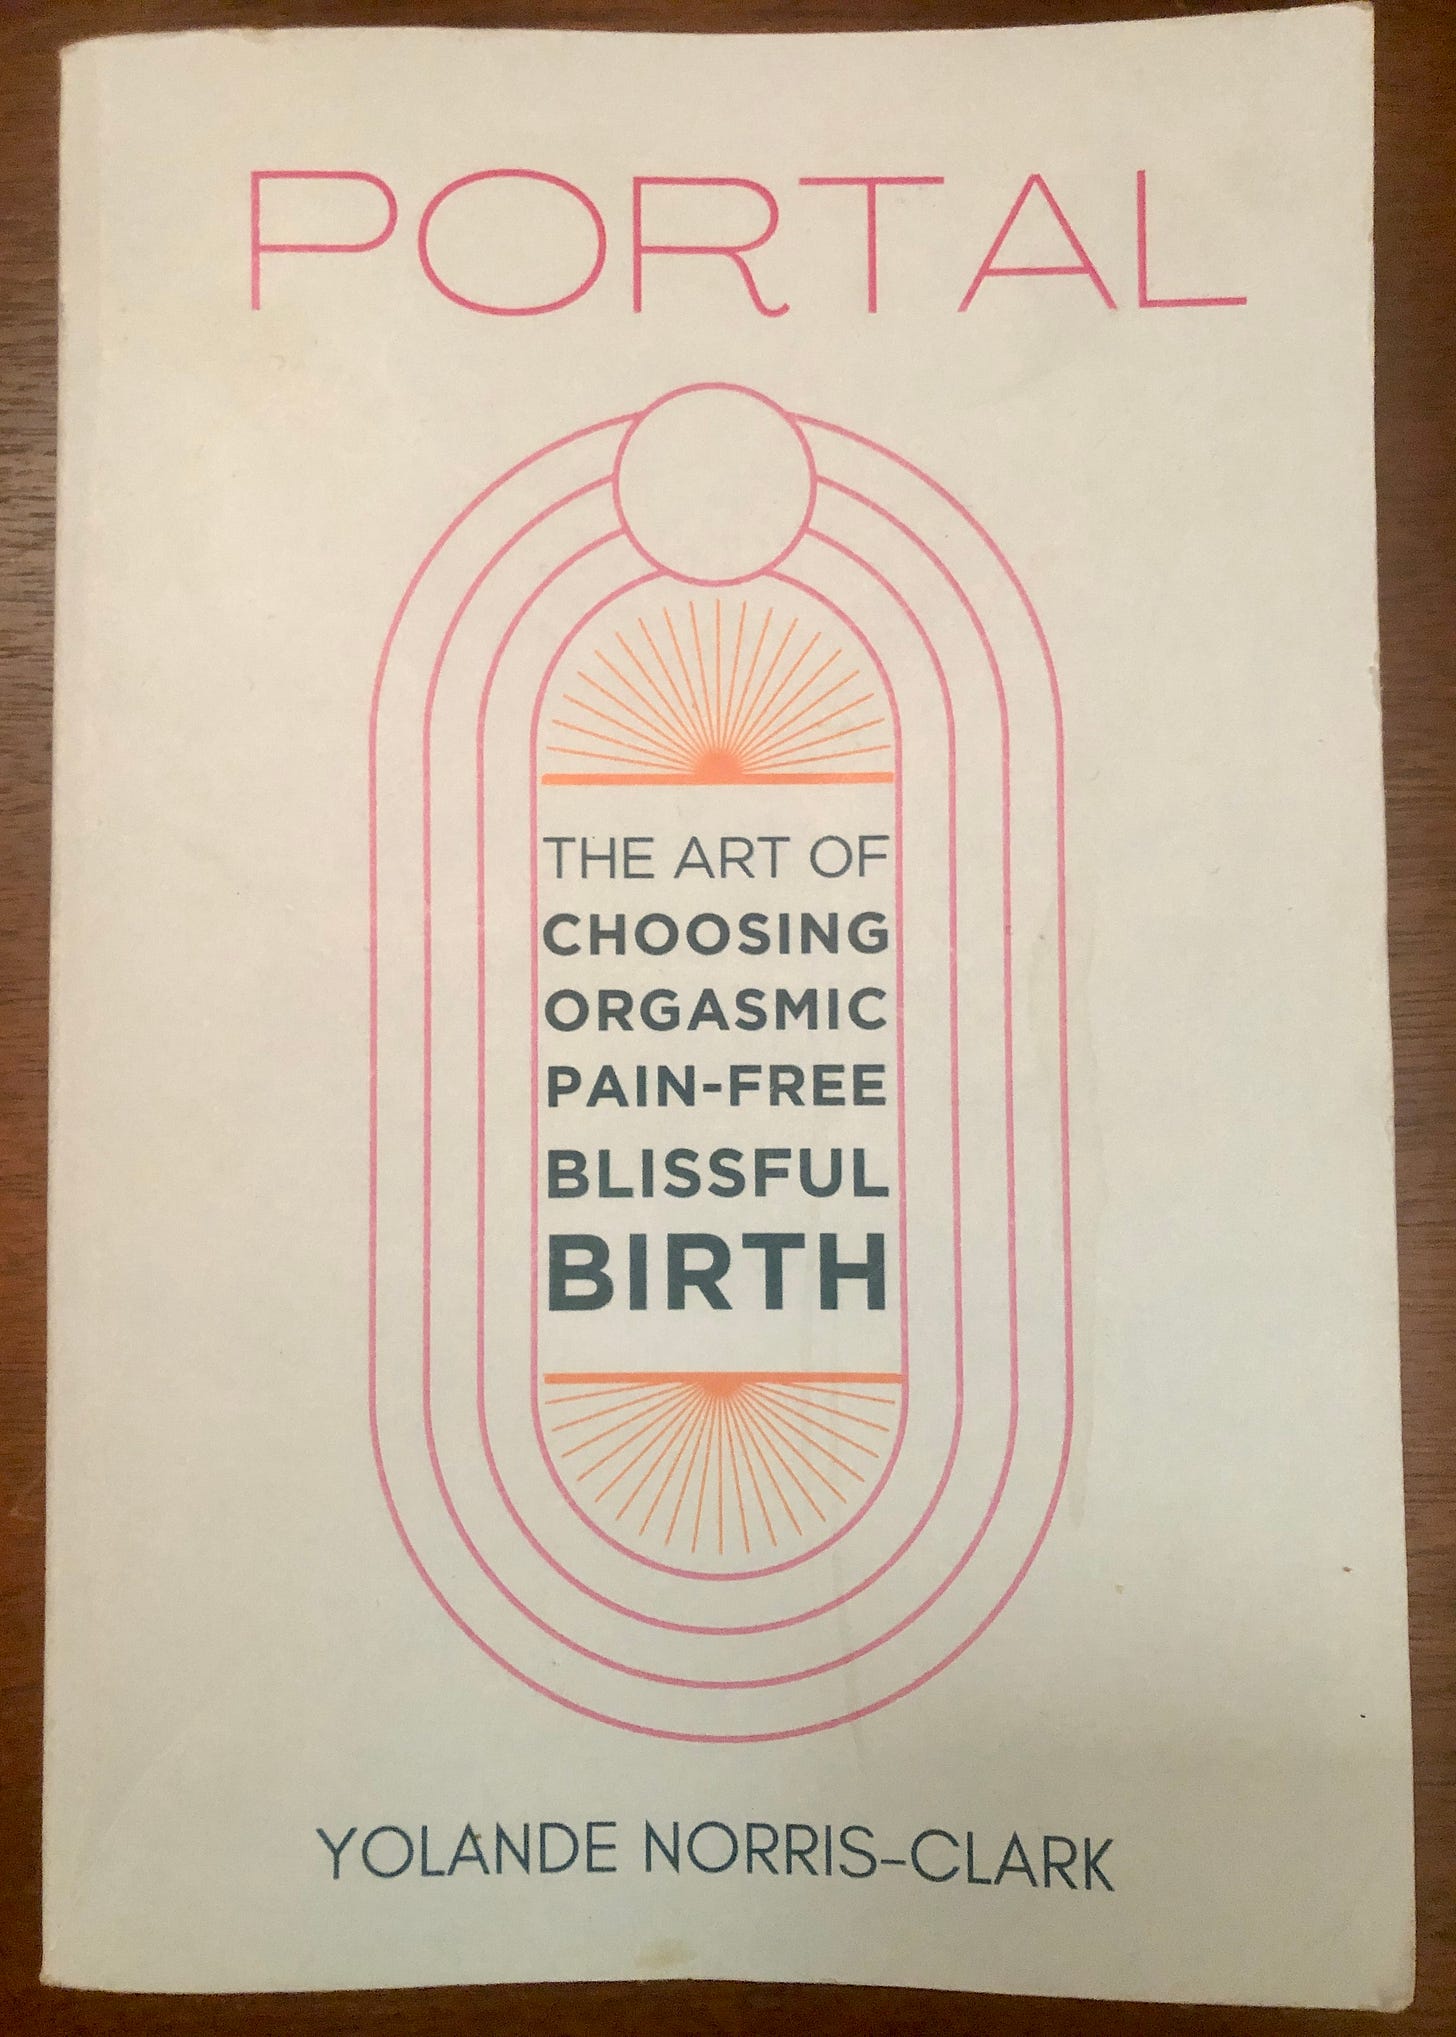 PORTAL
THE ART OF
CHOOSING
ORGASMIC
PAIN-FREE
BLISSFUL
BIRTH
YOLANDE NORRIS-CLARK